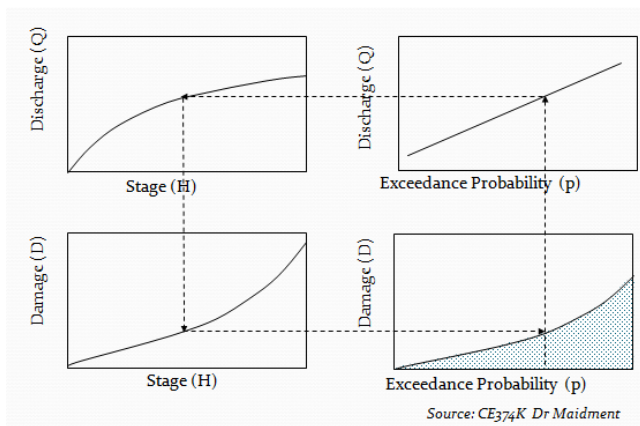 Discharge (Q)
Stage (H)
Discharge (Q)
Exceedance Probability (p)
Damage (D)
Stage (H)
Damage (D)
Exceedance Probability (p)
Source: CE374K Dr Maidment